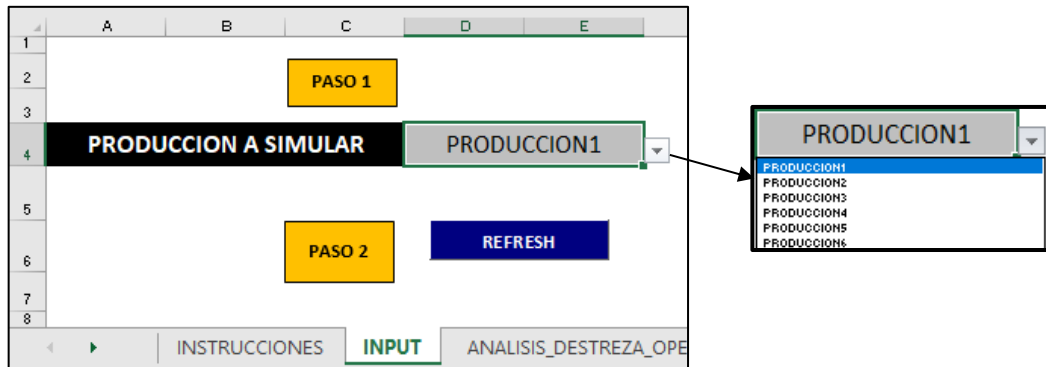 A B C D E
1
2
PASO 1
3
4
PRODUCCION A SIMULAR
PRODUCCION1
5
6
PASO 2
REFRESH
7
8
INSTRUCCIONES
INPUT
ANALISIS_DESTREZA_OPE
PRODUCCION1
PRODUCCION1
PRODUCCION2
PRODUCCION3
PRODUCCION4
PRODUCCION5
PRODUCCION6